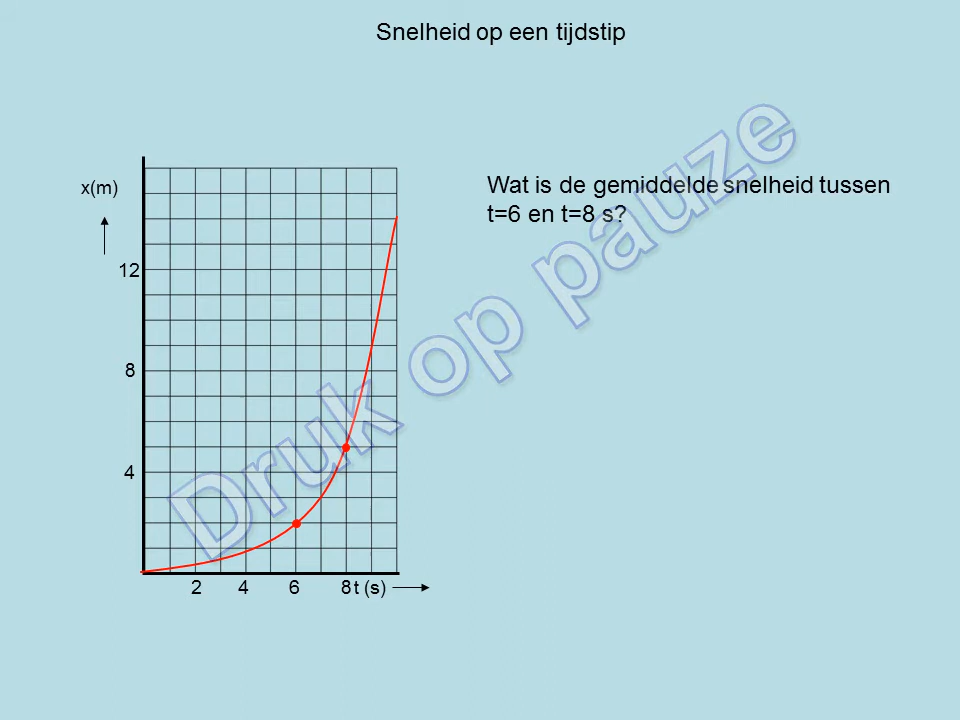 Snelheid op een tijdstip
x(m)
Wat is de gemiddelde snelheid tussen
t=6 en t=8 s?
12
8
4
2 4 6 8 t (s)
Druk op pauze